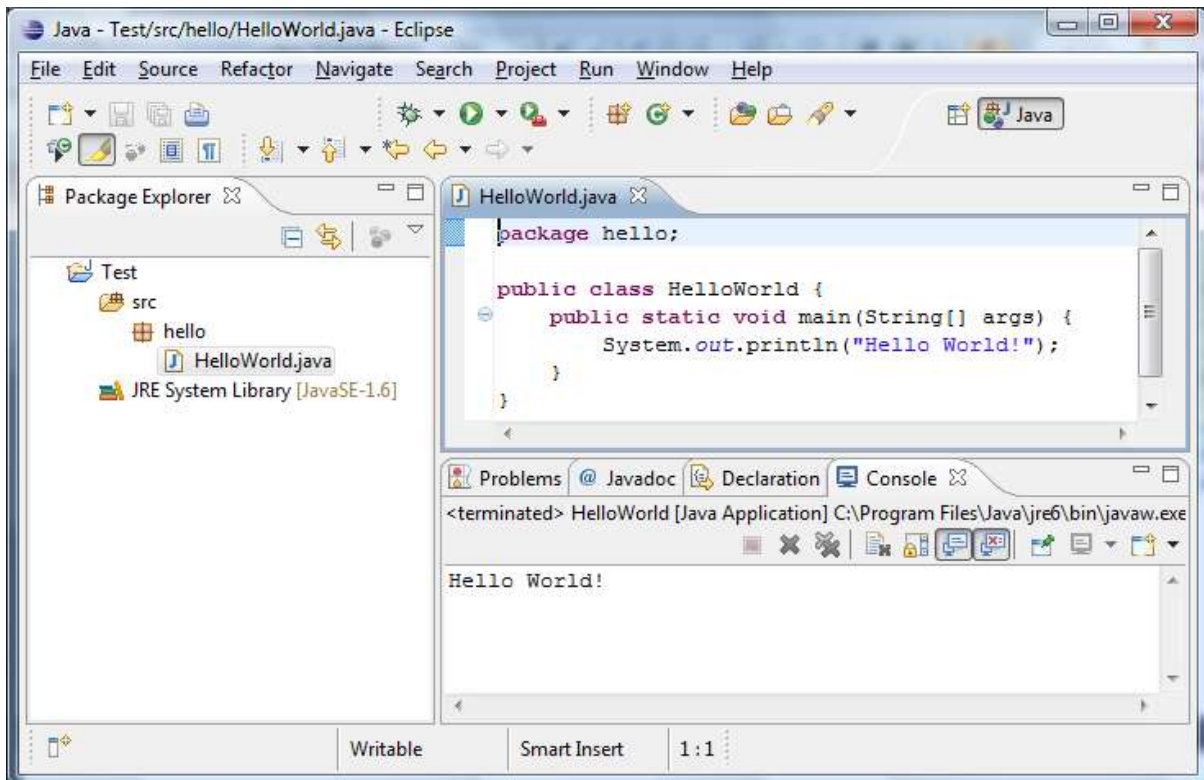 Java - Test/src/hello/HelloWorld.java - Eclipse
File Edit Source Refactor Navigate Search Project Run Window Help
Java
Package Explorer
HelloWorld.java
Test
src
hello
HelloWorld.java
JRE System Library [JavaSE-1.6]
package hello;
public class HelloWorld {
public static void main(String[] args) {
System.out.println("Hello World!");
}
}
Problems @ Javadoc Declaration Console
<terminated> HelloWorld [Java Application] C:\Program Files\Java\jre6\bin\javaw.exe
Hello World!
Writable Smart Insert 1:1